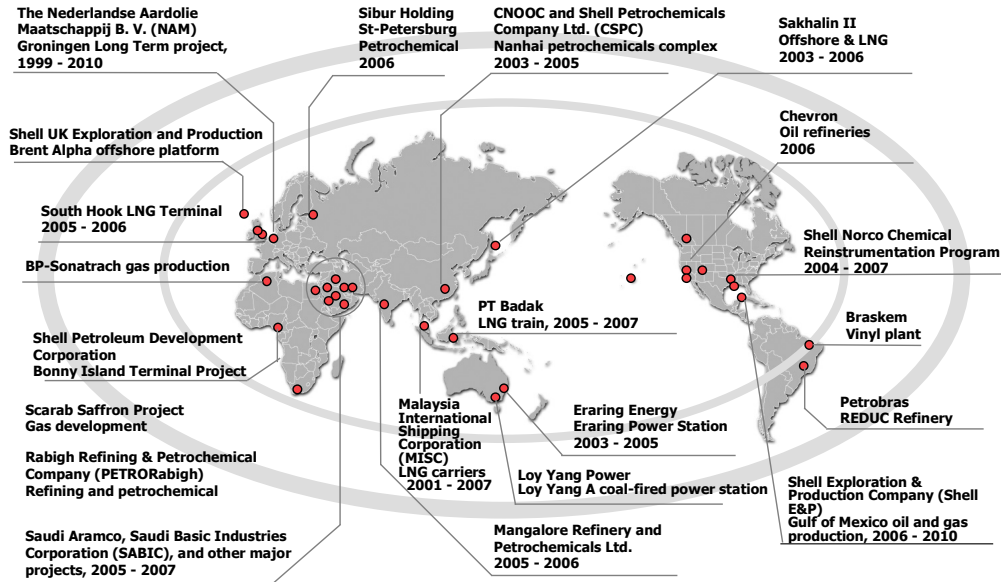 The Nederlandse Aardolie
Maatschappij B. V. (NAM)
Groningen Long Term project,
1999 - 2010
Sibur Holding
St-Petersburg
Petrochemical
2006
CNOOC and Shell Petrochemicals
Company Ltd. (CSPC)
Nanhai petrochemicals complex
2003 - 2005
Sakhalin II
Offshore & LNG
2003 - 2006
Chevron
Oil refineries
2006
Shell UK Exploration and Production
Brent Alpha offshore platform
South Hook LNG Terminal
2005 - 2006
BP-Sonatrach gas production
Shell Norco Chemical
Reinstrumentation Program
2004 - 2007
PT Badak
LNG train, 2005 - 2007
Shell Petroleum Development
Corporation
Bonny Island Terminal Project
Braskem
Vinyl plant
Petrobras
REDUC Refinery
Scarab Saffron Project
Gas development
Rabigh Refining & Petrochemical
Company (PETRORabigh)
Refining and petrochemical
Malaysia
International
Shipping
Corporation
(MISC)
LNG carriers
2001 - 2007
Eraring Energy
Eraring Power Station
2003 - 2005
Loy Yang Power
Loy Yang A coal-fired power station
Shell Exploration &
Production Company (Shell
E&P)
Gulf of Mexico oil and gas
production, 2006 - 2010
Saudi Aramco, Saudi Basic Industries
Corporation (SABIC), and other major
projects, 2005 - 2007
Mangalore Refinery and
Petrochemicals Ltd.
2005 - 2006